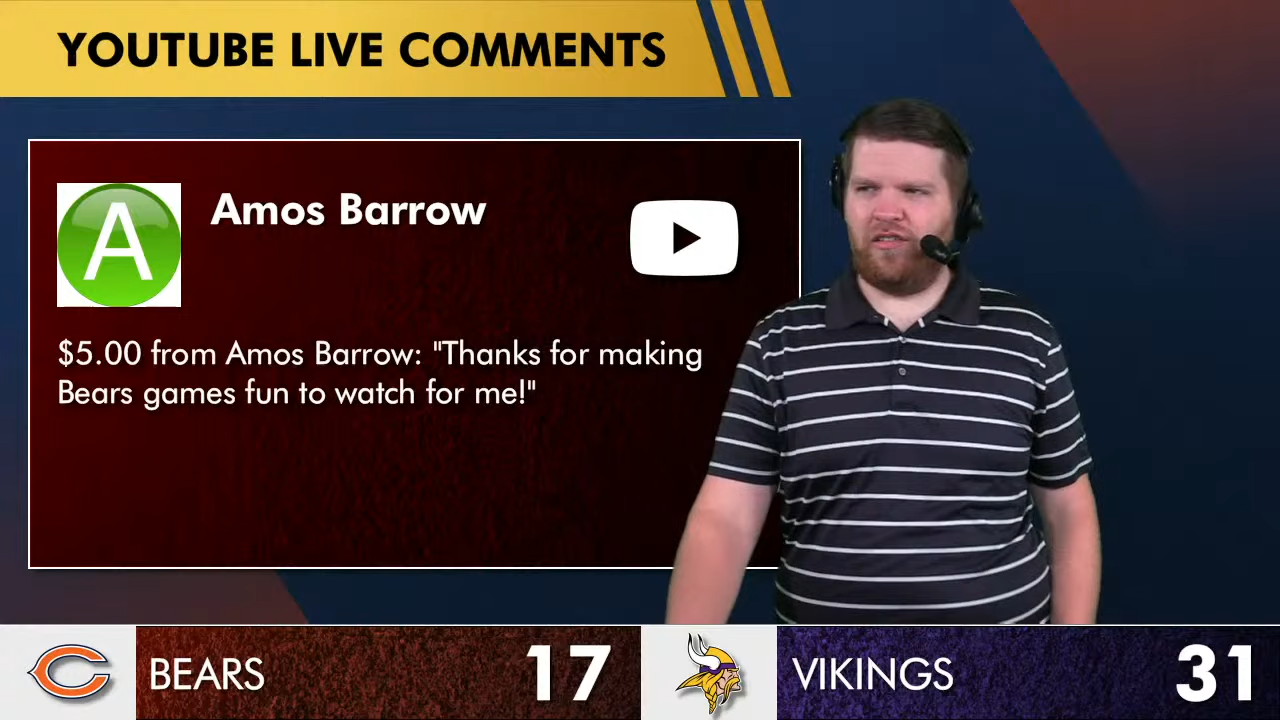 YOUTUBE LIVE COMMENTS
A
Amos Barrow
$5.00 from Amos Barrow: "Thanks for making
Bears games fun to watch for me!"
C BEARS 17 VIKINGS 31